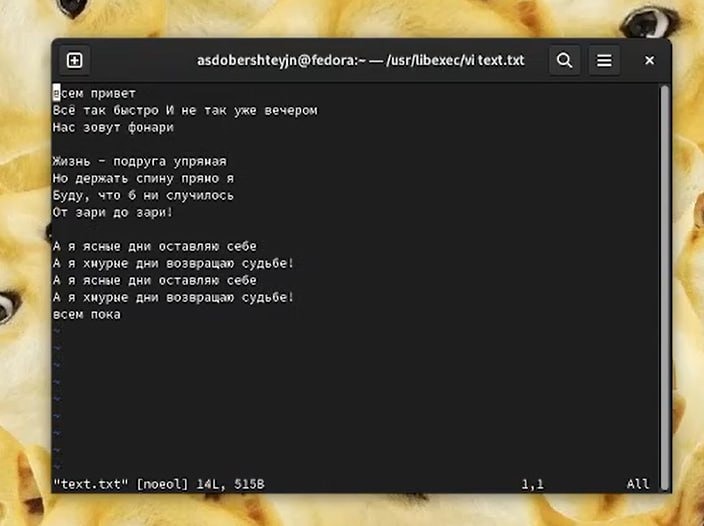 asdobershteyjn@fedora:~ — /usr/libexec/vi text.txt
всем привет
Всё так быстро И не так уже вечером
Нас зовут фонари
Жизнь - подруга упрямая
Но держать спину прямо я
Буду, что б ни случилось
От зари до зари!
А я ясные дни оставляю себе
А я хмурые дни возвращаю судьбе!
А я ясные дни оставляю себе
А я хмурые дни возвращаю судьбе!
всем пока
~
~
~
~
~
~
~
~
~
"text.txt" [noeol] 14L, 515B 1,1 All